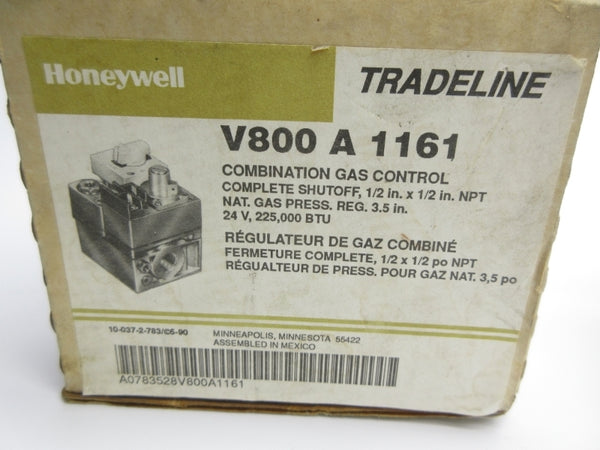 Honeywell
TRADELINE
V800 A 1161
COMBINATION GAS CONTROL
COMPLETE SHUTOFF, 1/2 in. x 1/2 in. NPT
NAT. GAS PRESS. REG. 3.5 in.
24 V, 225,000 BTU
RÉGULATEUR DE GAZ COMBINÉ
FERMETURE COMPLETE, 1/2 x 1/2 po NPT
RÉGUALTEUR DE PRESS. POUR GAZ NAT. 3,5 po
10-037-2-783/C6-90
MINNEAPOLIS, MINNESOTA 55422
ASSEMBLED IN MEXICO
A0783528V800A1161